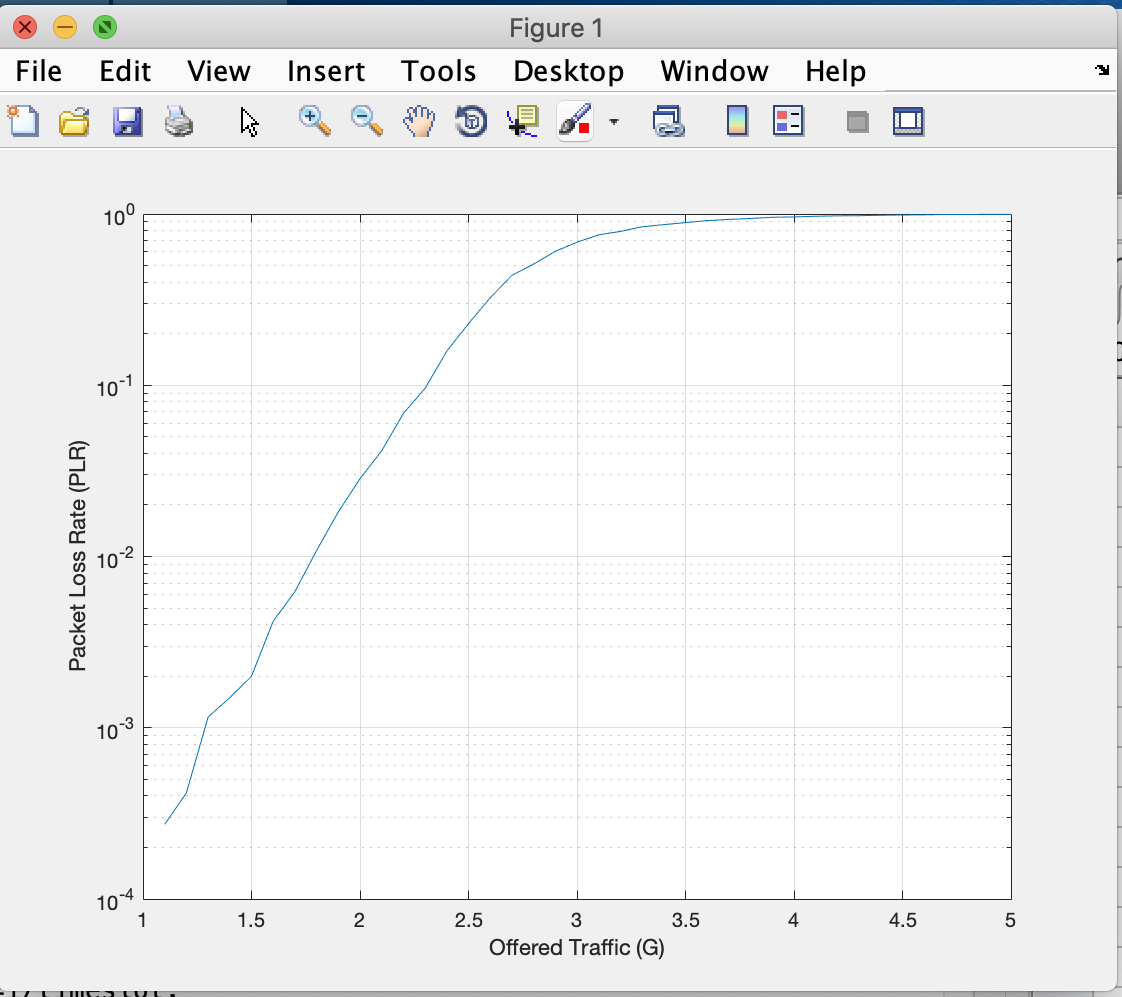 Figure 1
File Edit View Insert Tools Desktop Window Help
10^0
10^-1
10^-2
10^-3
10^-4
Packet Loss Rate (PLR)
1 1.5 2 2.5 3 3.5 4 4.5 5
Offered Traffic (G)